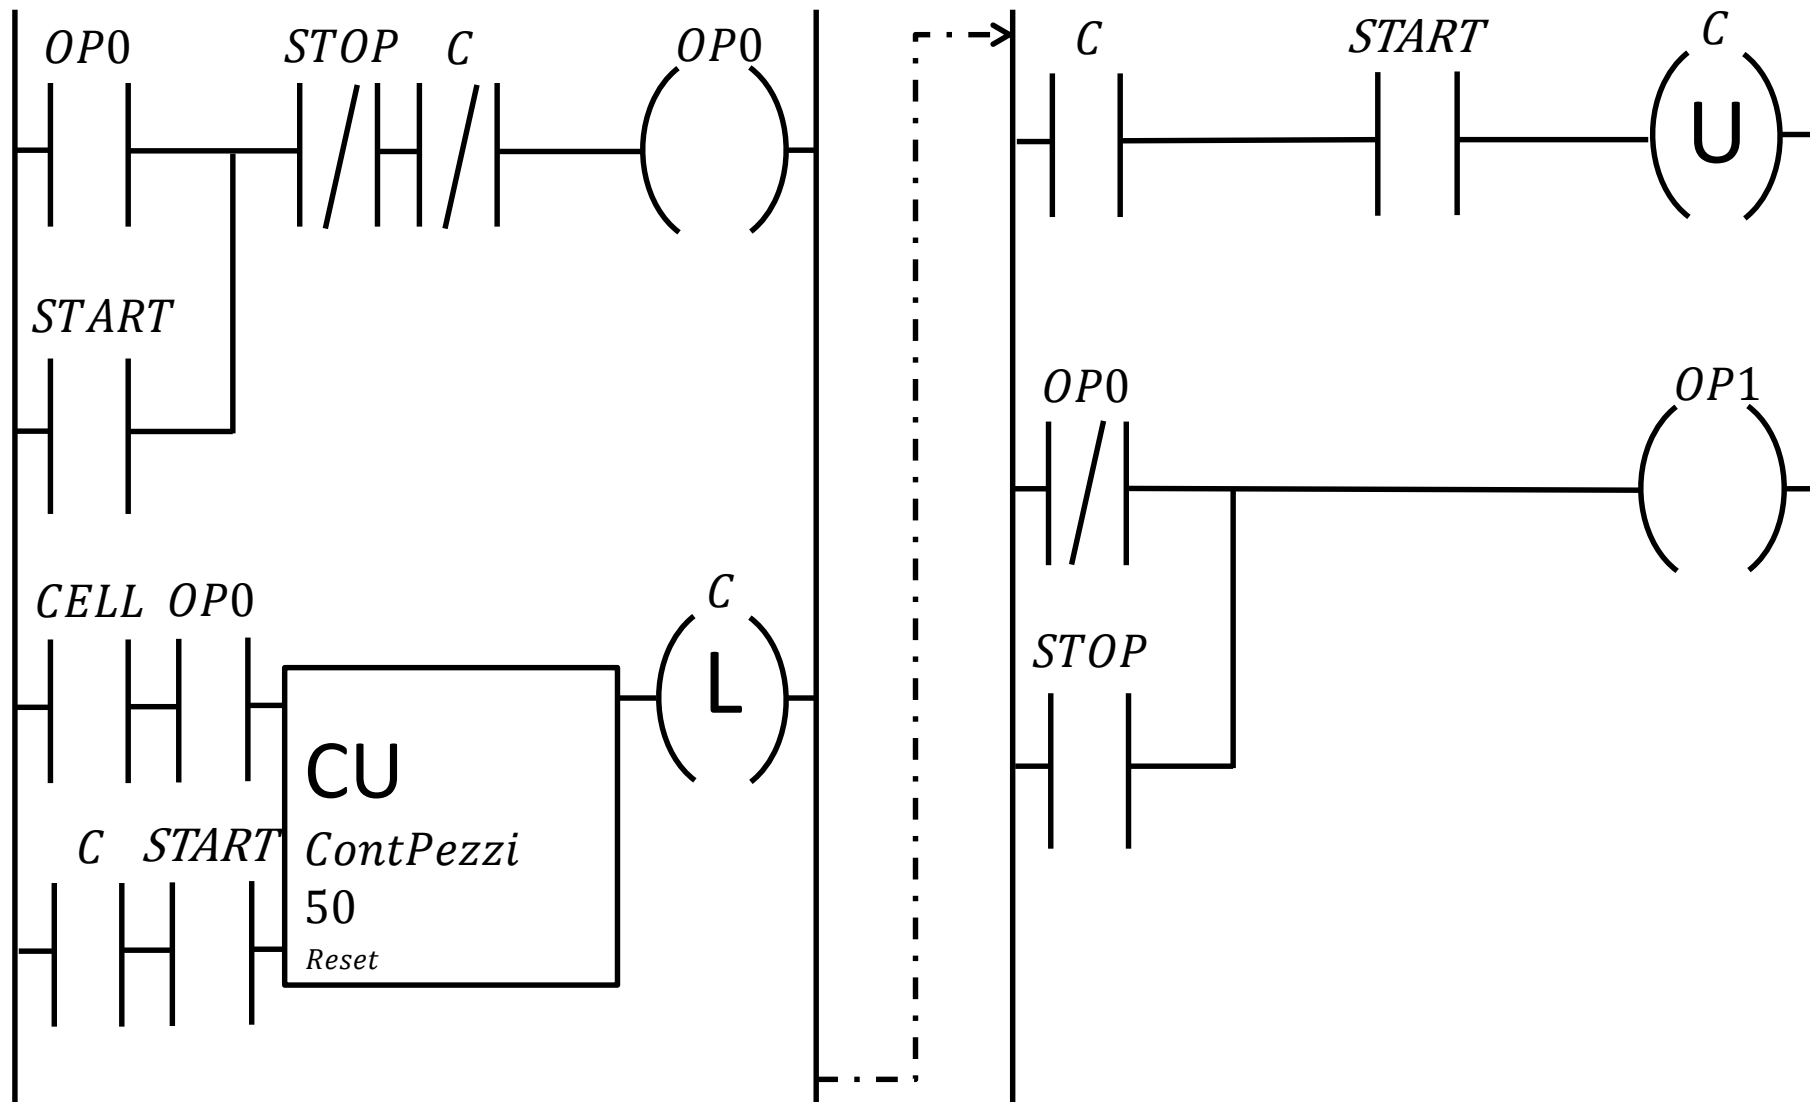 OP0 STOP C OP0
START
CELL OP0 C
L
CU
C START
ContPezzi
50
Reset
C START C
U
OP0 OP1
STOP